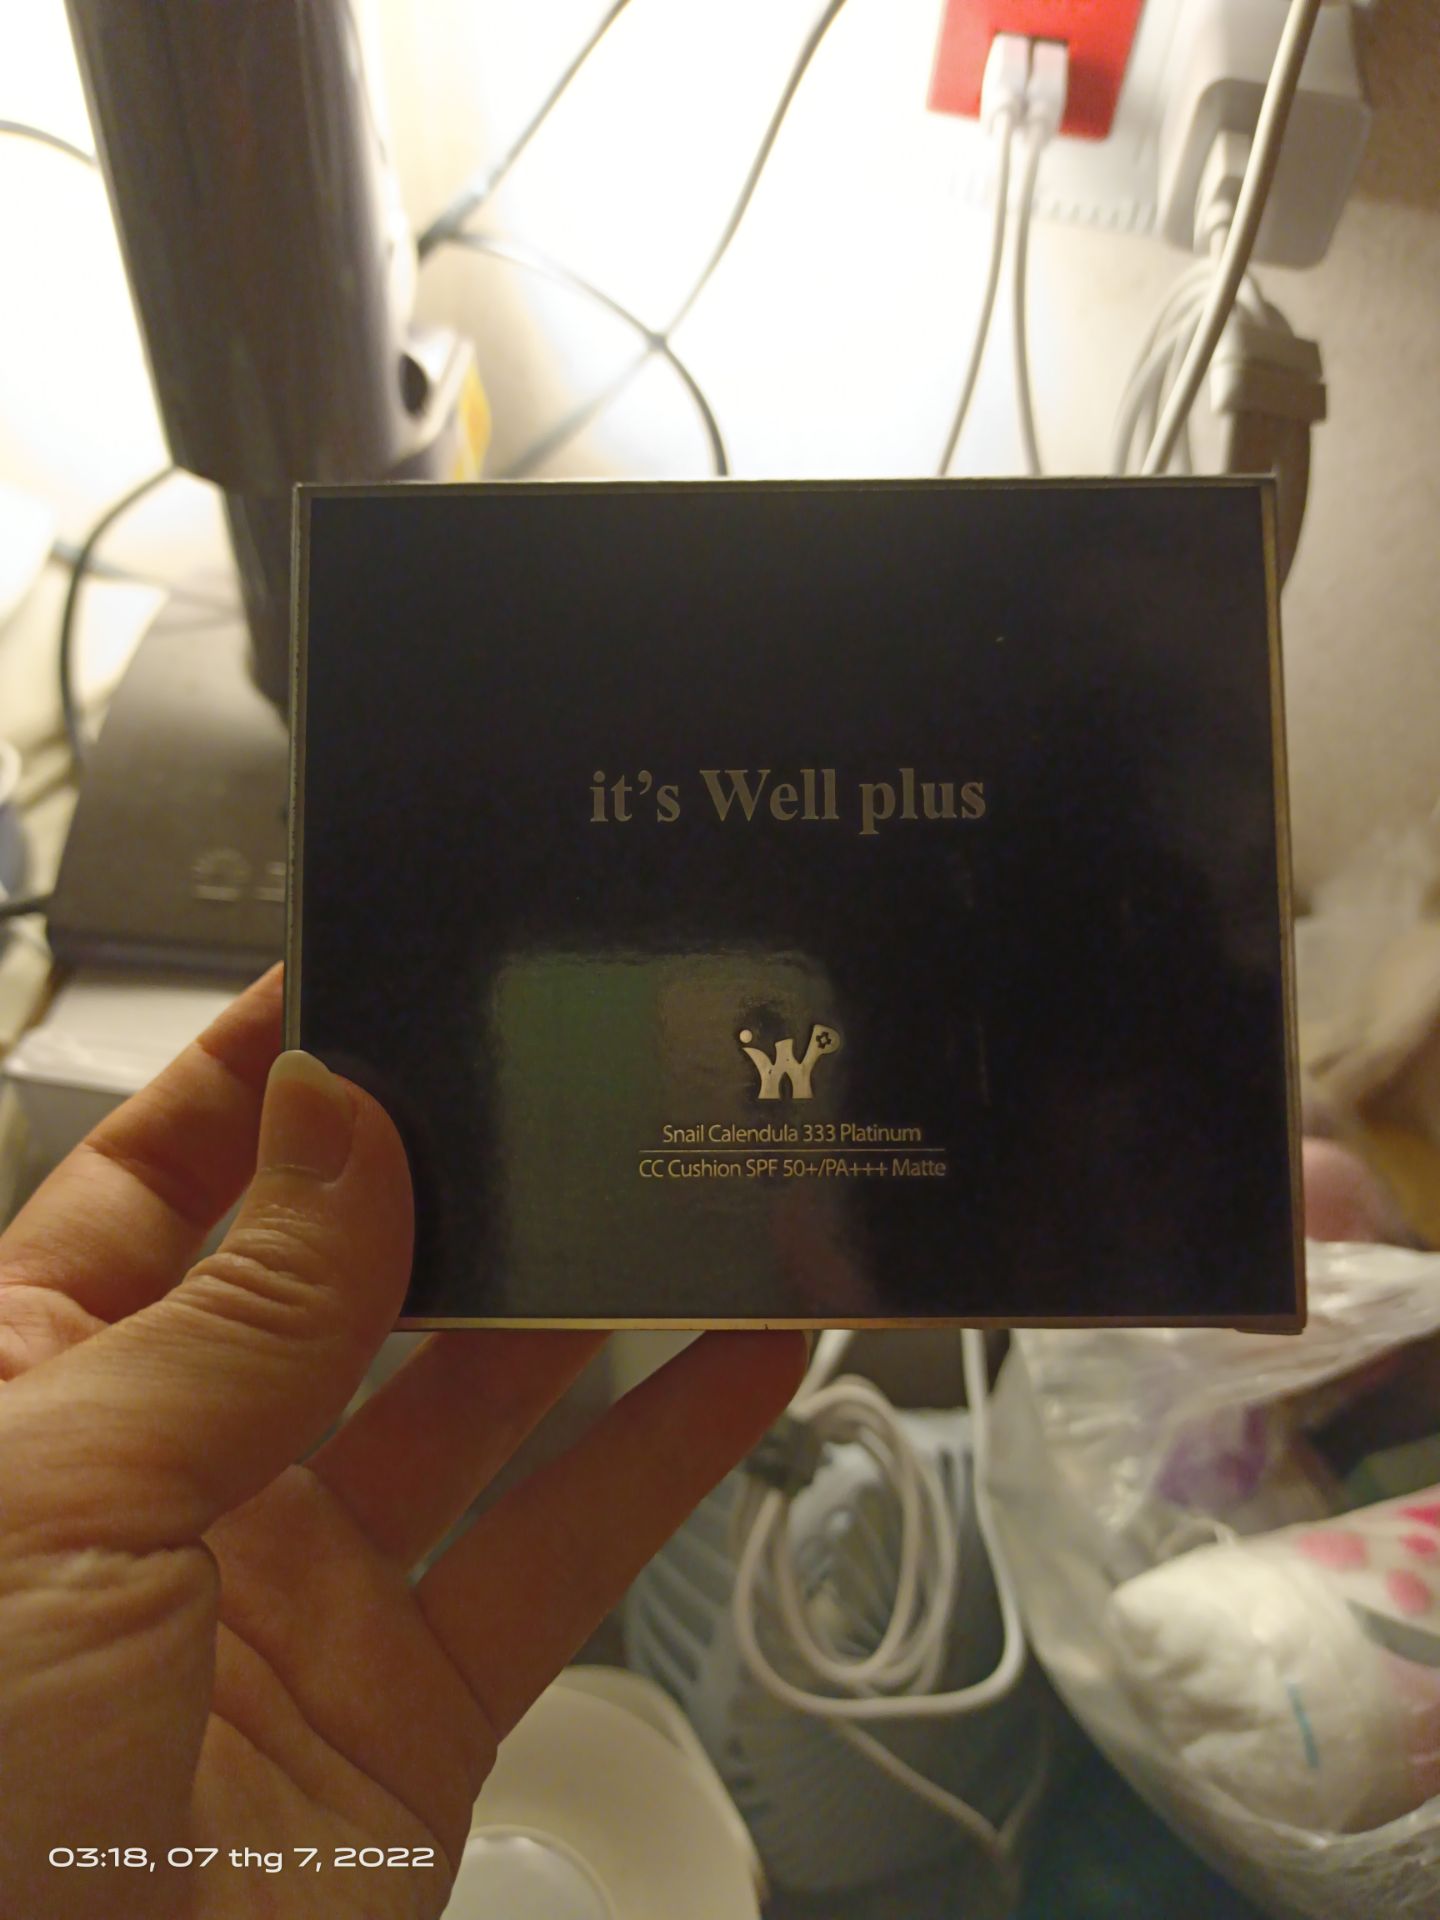 it's Well plus
iWP
Snail Calendula 333 Platinum
CC Cushion SPF 50+/PA+++ Matte
03:18, 07 thg 7, 2022